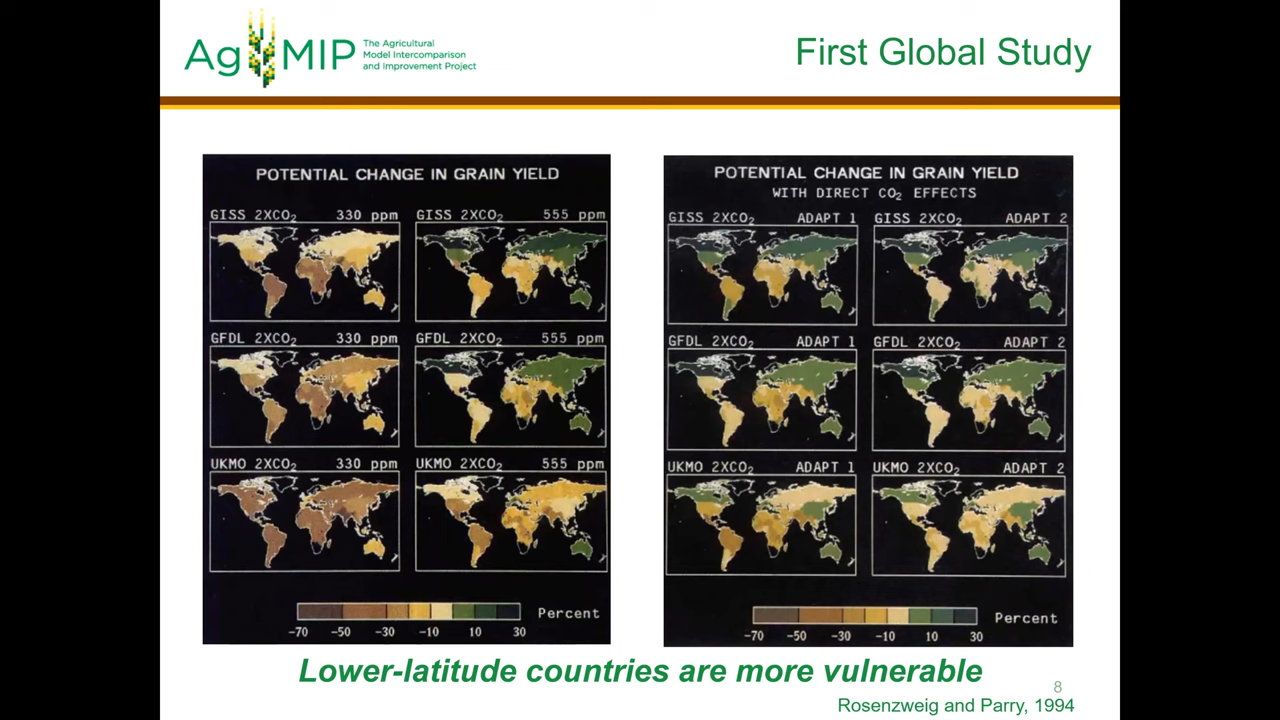 AgMIP
The Agricultural
Model Intercomparison
and Improvement Project
First Global Study
POTENTIAL CHANGE IN GRAIN YIELD
GISS 2XCO₂ 330 ppm
GISS 2XCO₂ 555 ppm
GFDL 2XCO₂ 330 ppm
GFDL 2XCO₂ 555 ppm
UKMO 2XCO₂ 330 ppm
UKMO 2XCO₂ 555 ppm
Percent
-70 -50 -30 -10 10 30
POTENTIAL CHANGE IN GRAIN YIELD
WITH DIRECT CO₂ EFFECTS
GISS 2XCO₂ ADAPT 1
GISS 2XCO₂ ADAPT 2
GFDL 2XCO₂ ADAPT 1
GFDL 2XCO₂ ADAPT 2
UKMO 2XCO₂ ADAPT 1
UKMO 2XCO₂ ADAPT 2
Percent
-70 -50 -30 -10 10 30
Lower-latitude countries are more vulnerable
8
Rosenzweig and Parry, 1994